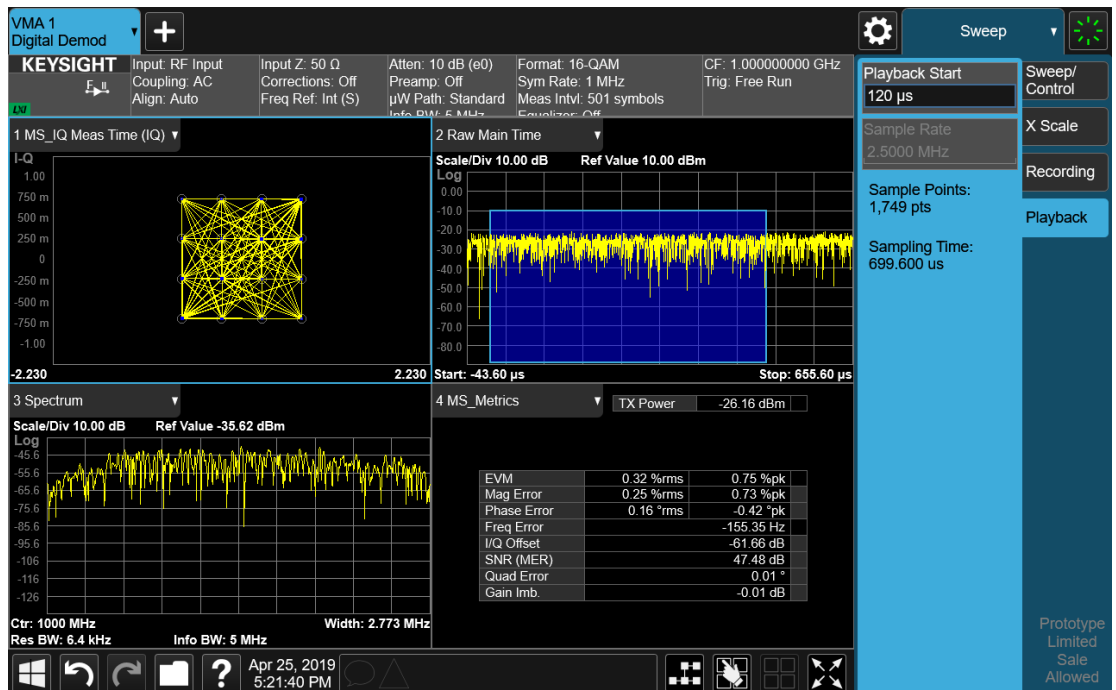 VMA 1
Digital Demod
Sweep
KEYSIGHT
LXI
Input: RF Input
Coupling: AC
Align: Auto
Input Z: 50 Ω
Corrections: Off
Freq Ref: Int (S)
Atten: 10 dB (e0)
Preamp: Off
µW Path: Standard
Info BW: 5 MHz
Format: 16-QAM
Sym Rate: 1 MHz
Meas Intvl: 501 symbols
Equalizer: Off
CF: 1.000000000 GHz
Trig: Free Run
1 MS_IQ Meas Time (IQ)
I-Q
1.00
750 m
500 m
250 m
0
-250 m
-500 m
-750 m
-1.00
-2.230
2.230
2 Raw Main Time
Scale/Div 10.00 dB
Ref Value 10.00 dBm
Log
0.00
-10.0
-20.0
-30.0
-40.0
-50.0
-60.0
-70.0
-80.0
Start: -43.60 µs
Stop: 655.60 µs
3 Spectrum
Scale/Div 10.00 dB
Ref Value -35.62 dBm
Log
-45.6
-55.6
-65.6
-75.6
-85.6
-95.6
-106
-116
-126
Ctr: 1000 MHz
Width: 2.773 MHz
Res BW: 6.4 kHz
Info BW: 5 MHz
4 MS_Metrics
TX Power -26.16 dBm
EVM 0.32 %rms 0.75 %pk
Mag Error 0.25 %rms 0.73 %pk
Phase Error 0.16 °rms -0.42 °pk
Freq Error -155.35 Hz
I/Q Offset -61.66 dB
SNR (MER) 47.48 dB
Quad Error 0.01 °
Gain Imb. -0.01 dB
Playback Start
120 µs
Sample Rate
2.5000 MHz
Sample Points:
1,749 pts
Sampling Time:
699.600 us
Sweep/
Control
X Scale
Recording
Playback
Prototype
Limited
Sale
Allowed
?
Apr 25, 2019
5:21:40 PM